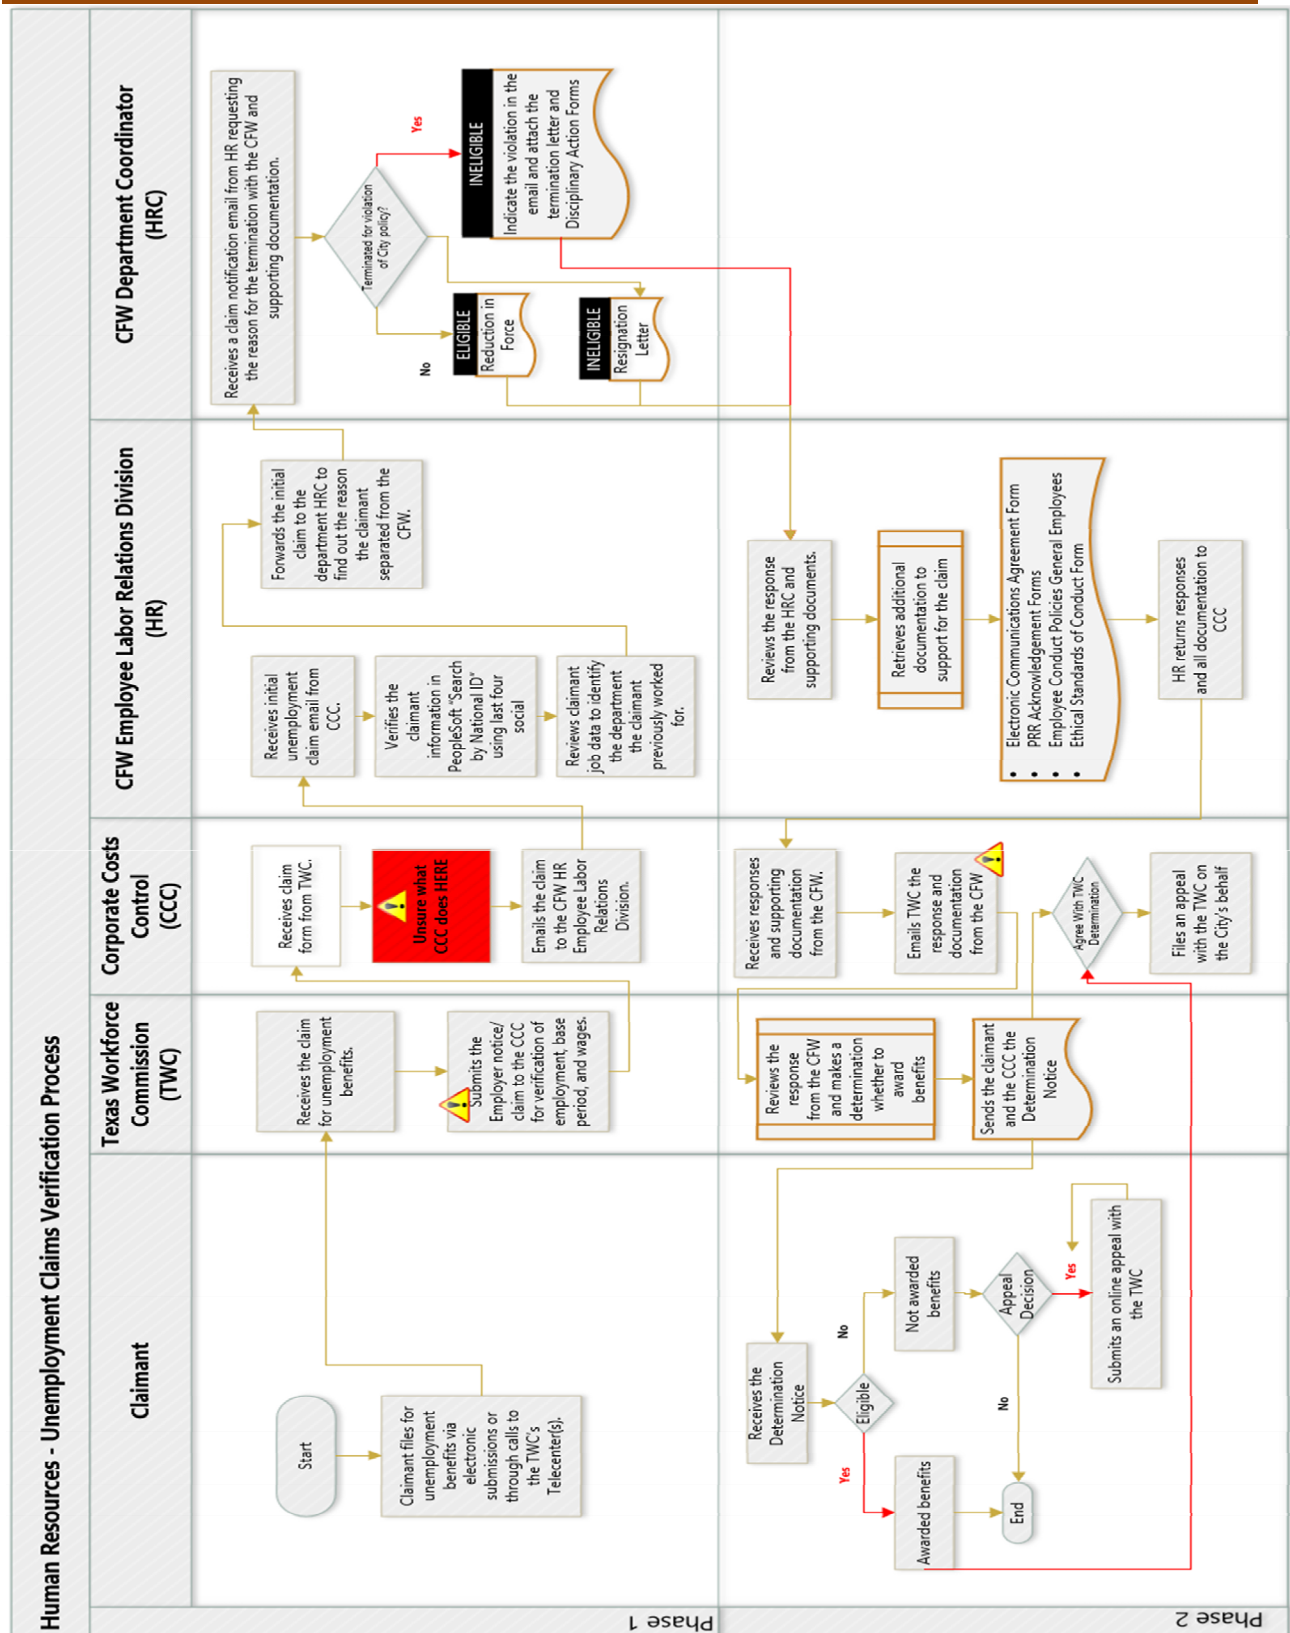 Human Resources - Unemployment Claims Verification Process
Claimant
Texas Workforce
Commission
(TWC)
Corporate Costs
Control
(CCC)
CFW Employee Labor Relations Division
(HR)
CFW Department Coordinator
(HRC)
Phase 1
Start
Claimant files for
unemployment
benefits via
electronic
submissions or
through calls to
the TWC's
Telecenter(s).
Receives the claim
for unemployment
benefits.
Submits the
Employer notice/
claim to the CCC
for verification of
employment, base
period, and wages.
Receives claim
form from TWC.
Unsure what
CCC does HERE
Emails the claim
to the CFW HR
Employee Labor
Relations
Division.
Receives initial
unemployment
claim email from
CCC.
Verifies the
claimant
information in
PeopleSoft "Search
by National ID"
using last four
social
Reviews claimant
job data to identify
the department
the claimant
previously worked
for.
Forwards the initial
claim to the
department HRC to
find out the reason
the claimant
separated from the
CFW.
Receives a claim notification email from HR requesting
the reason for the termination with the CFW and
supporting documentation.
Terminated for violation
of City policy?
Yes
No
ELIGIBLE
Reduction in
Force
INELIGIBLE
Resignation
Letter
INELIGIBLE
Indicate the violation in the
email and attach the
termination letter and
Disciplinary Action Forms
Phase 2
Reviews the response
from the HRC and
supporting documents.
Retrieves additional
documentation to
support for the claim
• Electronic Communications Agreement Form
• PRR Acknowledgement Forms
• Employee Conduct Policies General Employees
• Ethical Standards of Conduct Form
HR returns responses
and all documentation to
CCC
Receives responses
and supporting
documentation
from the CFW.
Emails TWC the
response and
documentation
from the CFW
Agree With TWC
Determination
Files an appeal
with the TWC on
the City's behalf
Reviews the
response
from the CFW
and makes a
determination
whether to
award
benefits
Sends the claimant
and the CCC the
Determination
Notice
Receives the
Determination
Notice
Eligible
Yes
No
Awarded benefits
Not awarded
benefits
Appeal
Decision
No
Yes
End
Submits an online appeal with
the TWC